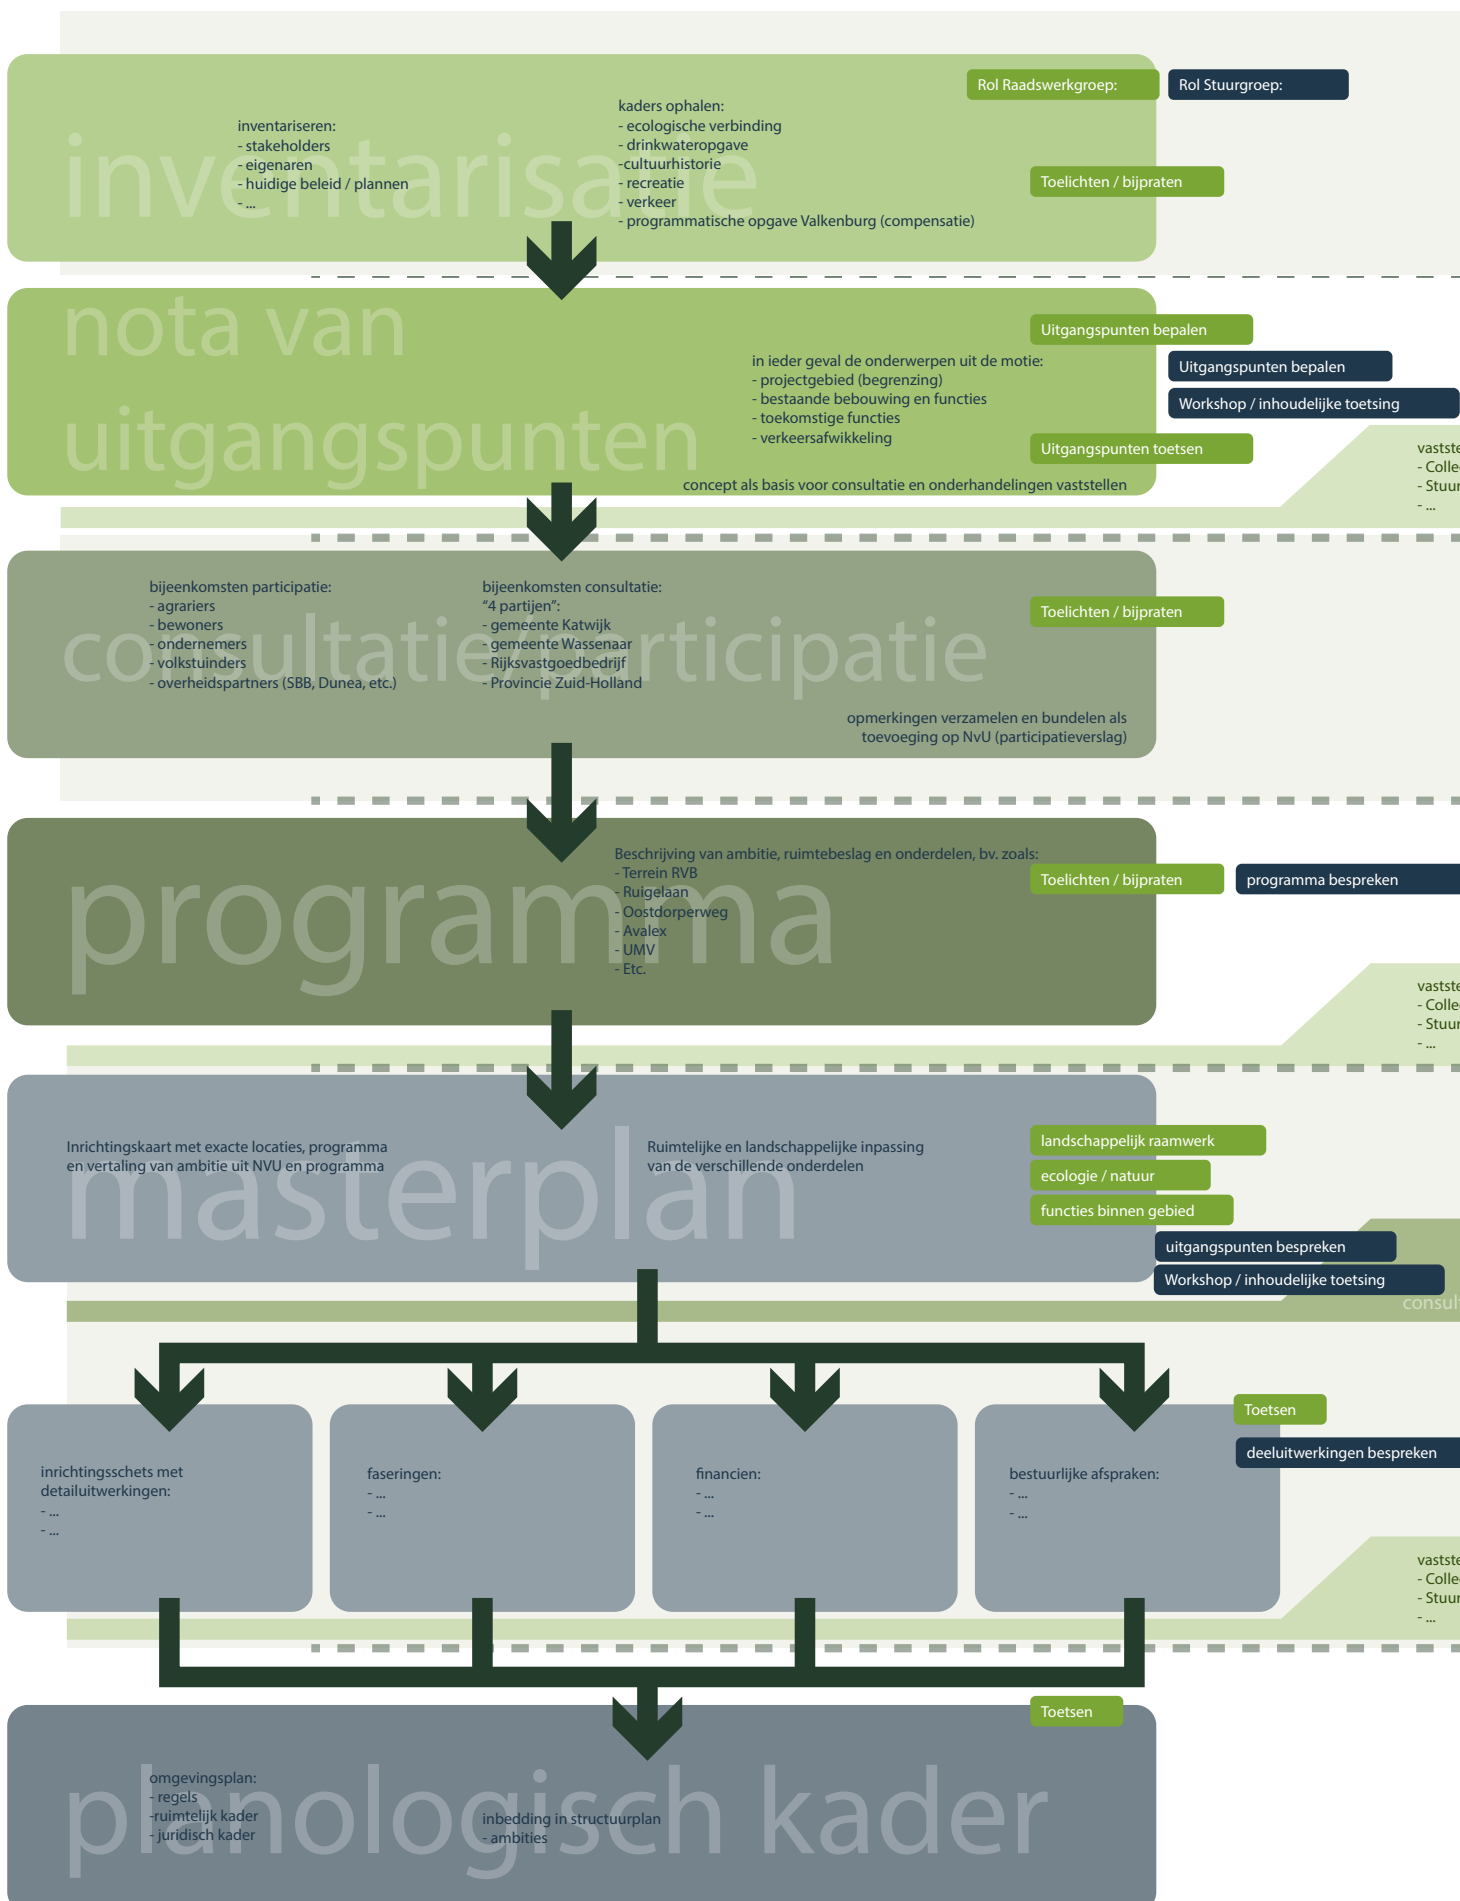 Rol Raadswerkgroep:
Rol Stuurgroep:
inventarisatie
inventariseren:
- stakeholders
- eigenaren
- huidige beleid / plannen
- ...
kaders ophalen:
- ecologische verbinding
- drinkwateropgave
-cultuurhistorie
- recreatie
- verkeer
- programmatische opgave Valkenburg (compensatie)
Toelichten / bijpraten
nota van
uitgangspunten
in ieder geval de onderwerpen uit de motie:
- projectgebied (begrenzing)
- bestaande bebouwing en functies
- toekomstige functies
- verkeersafwikkeling
concept als basis voor consultatie en onderhandelingen vaststellen
Uitgangspunten bepalen
Uitgangspunten bepalen
Workshop / inhoudelijke toetsing
Uitgangspunten toetsen
- ...
consultatie/participatie
bijeenkomsten participatie:
- agrariers
- bewoners
- ondernemers
- volkstuinders
- overheidspartners (SBB, Dunea, etc.)
bijeenkomsten consultatie:
“4 partijen”:
- gemeente Katwijk
- gemeente Wassenaar
- Rijksvastgoedbedrijf
- Provincie Zuid-Holland
opmerkingen verzamelen en bundelen als
toevoeging op NvU (participatieverslag)
Toelichten / bijpraten
programma
Beschrijving van ambitie, ruimtebeslag en onderdelen, bv. zoals:
- Terrein RVB
- Ruigelaan
- Oostdorperweg
- Avalex
- UMV
- Etc.
Toelichten / bijpraten
programma bespreken
- ...
masterplan
Inrichtingskaart met exacte locaties, programma
en vertaling van ambitie uit NVU en programma
Ruimtelijke en landschappelijke inpassing
van de verschillende onderdelen
landschappelijk raamwerk
ecologie / natuur
functies binnen gebied
uitgangspunten bespreken
Workshop / inhoudelijke toetsing
Toetsen
deeluitwerkingen bespreken
inrichtingsschets met
detailuitwerkingen:
- ...
- ...
faseringen:
- ...
- ...
financien:
- ...
- ...
bestuurlijke afspraken:
- ...
- ...
- ...
Toetsen
planologisch kader
omgevingsplan:
- regels
-ruimtelijk kader
- juridisch kader
inbedding in structuurplan
- ambities